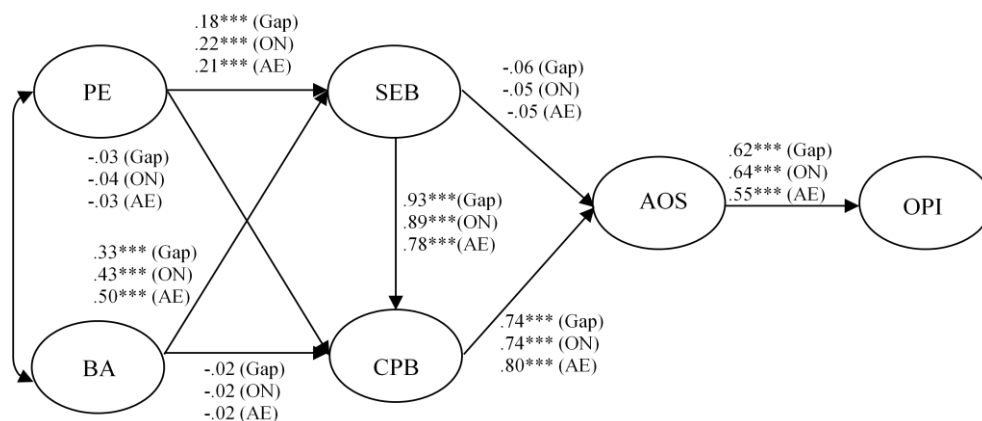 .18*** (Gap)
.22*** (ON)
.21*** (AE)
PE
SEB
-.06 (Gap)
-.05 (ON)
-.05 (AE)
-.03 (Gap)
-.04 (ON)
-.03 (AE)
.62*** (Gap)
.64*** (ON)
.55*** (AE)
.93***(Gap)
.89***(ON)
.78***(AE)
AOS
OPI
.33*** (Gap)
.43*** (ON)
.50*** (AE)
BA
CPB
.74*** (Gap)
.74*** (ON)
.80*** (AE)
-.02 (Gap)
-.02 (ON)
-.02 (AE)